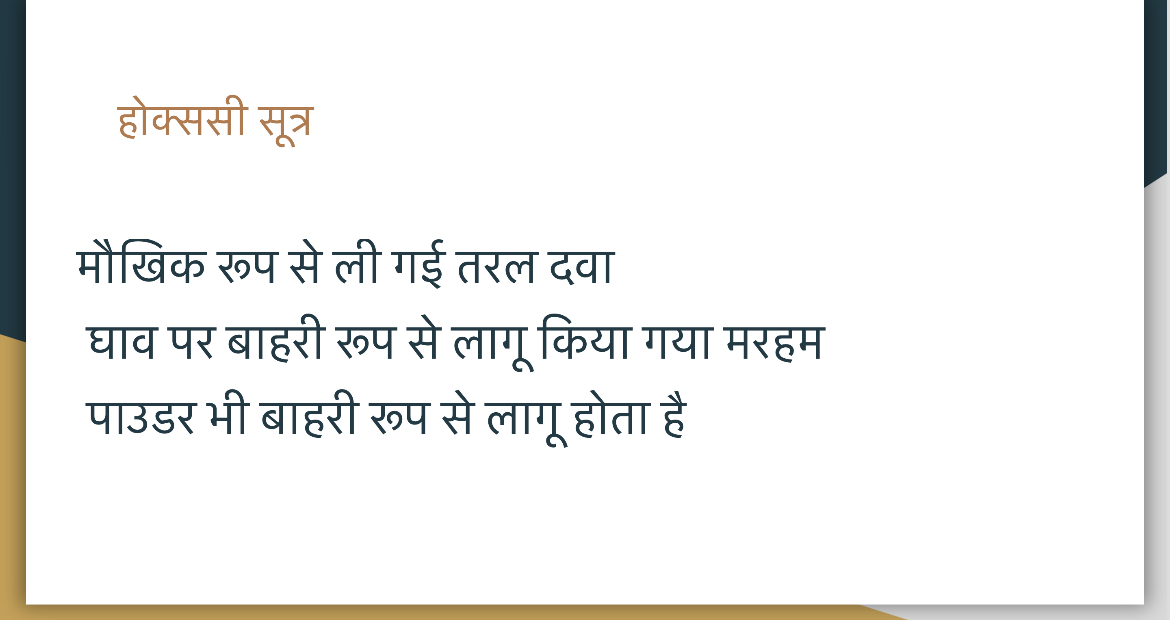 होक्ससी सूत्र
मौखिक रूप से ली गई तरल दवा
घाव पर बाहरी रूप से लागू किया गया मरहम
पाउडर भी बाहरी रूप से लागू होता है